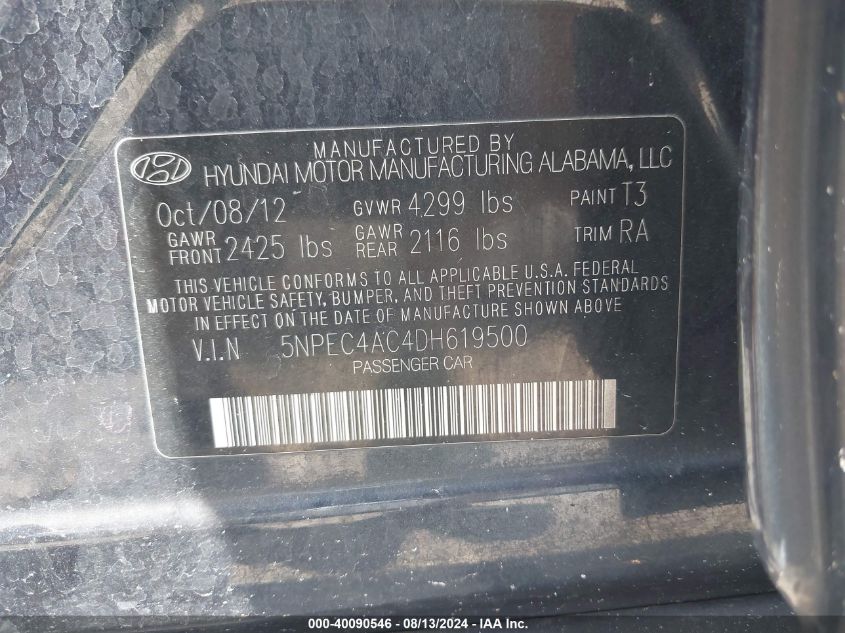 MANUFACTURED BY
HYUNDAI MOTOR MANUFACTURING ALABAMA, LLC
Oct/08/12 GVWR 4299 lbs PAINT T3
GAWR FRONT 2425 lbs GAWR REAR 2116 lbs TRIM RA
THIS VEHICLE CONFORMS TO ALL APPLICABLE U.S.A. FEDERAL
MOTOR VEHICLE SAFETY, BUMPER, AND THEFT PREVENTION STANDARDS
IN EFFECT ON THE DATE OF MANUFACTURE SHOWN ABOVE.
V.I.N 5NPEC4AC4DH619500
PASSENGER CAR
000-40090546 - 08/13/2024 - IAA Inc.